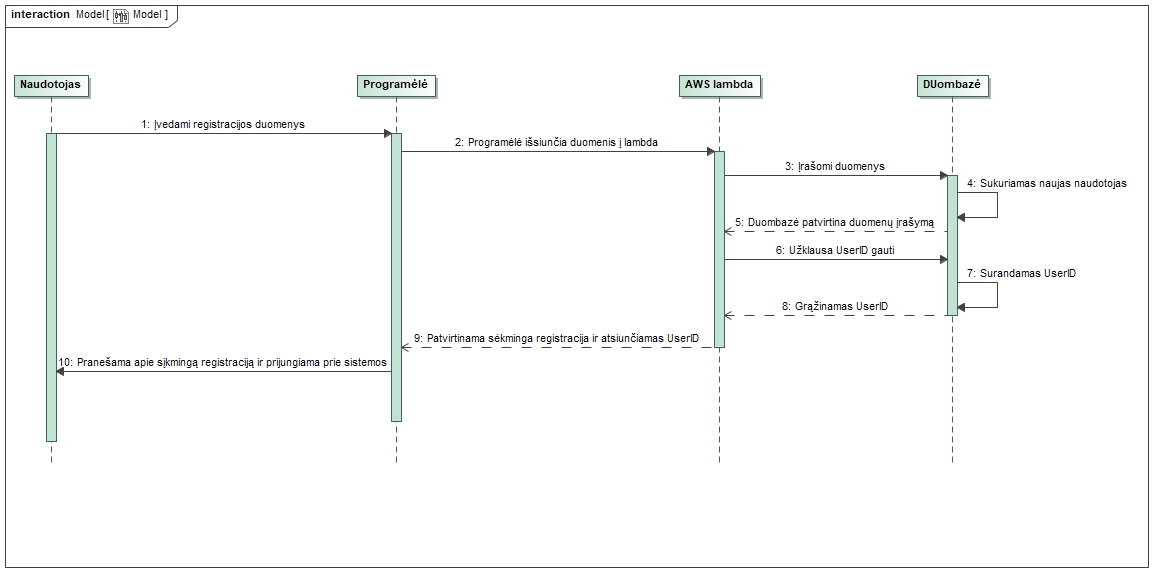 interaction Model[ Model ]
Naudotojas
Programėlė
AWS lambda
DUombazė
1: Įvedami registracijos duomenys
2: Programėlė išsiunčia duomenis į lambda
3: Įrašomi duomenys
4: Sukuriamas naujas naudotojas
5: Duombazė patvirtina duomenų įrašymą
6: Užklausa UserID gauti
7: Surandamas UserID
8: Grąžinamas UserID
9: Patvirtinama sėkminga registracija ir atsiunčiamas UserID
10: Pranešama apie sįkmingą registraciją ir prijungiama prie sistemos